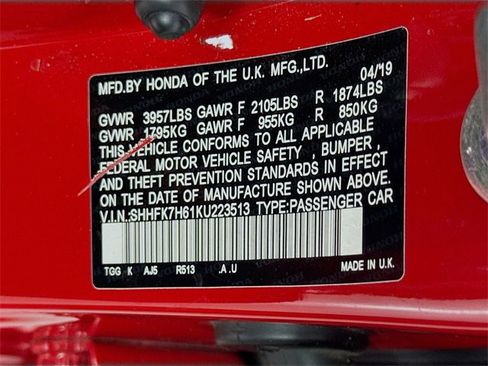 MFD.BY HONDA OF THE U.K. MFG.,LTD. 04/19
GVWR 3957LBS GAWR F 2105LBS R 1874LBS
GVWR 1795KG GAWR F 955KG R 850KG
THIS VEHICLE CONFORMS TO ALL APPLICABLE
FEDERAL MOTOR VEHICLE SAFETY , BUMPER ,
AND THEFT PREVENTION STANDARDS IN EFFECT
ON THE DATE OF MANUFACTURE SHOWN ABOVE.
V.I.N.:SHHFK7H61KU223513 TYPE:PASSENGER CAR
TGG K AJ5 R513 .A .U MADE IN U.K.